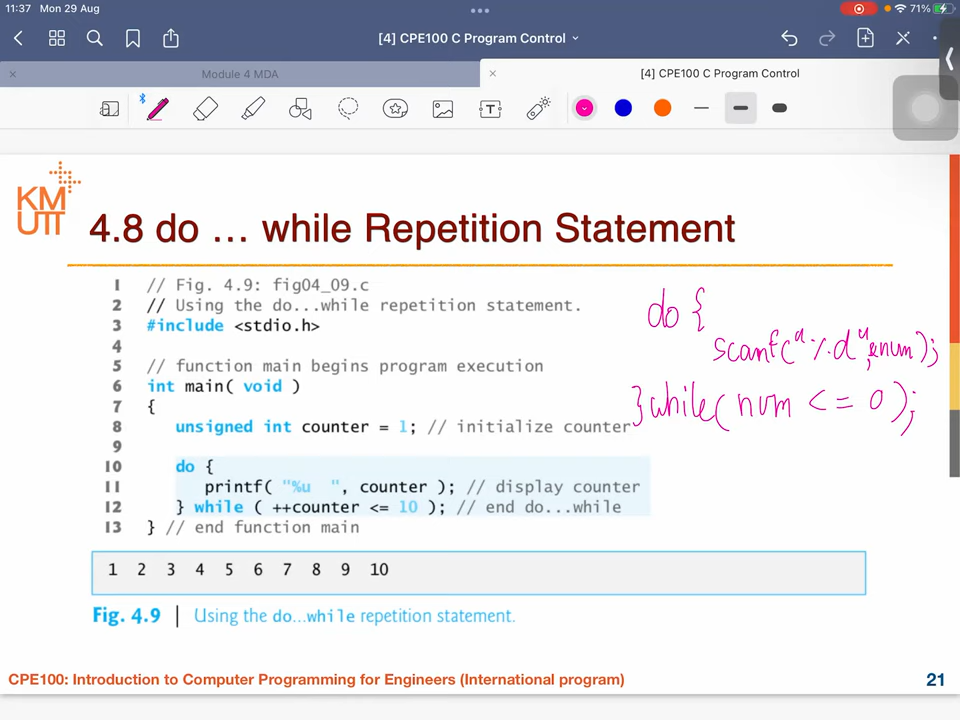 11:37 Mon 29 Aug
71%
[4] CPE100 C Program Control
Module 4 MDA
[4] CPE100 C Program Control
T
KM
UTT
4.8 do … while Repetition Statement
1 // Fig. 4.9: fig04_09.c
2 // Using the do...while repetition statement.
3 #include <stdio.h>
4
5 // function main begins program execution
6 int main( void )
7 {
8 unsigned int counter = 1; // initialize counter
9
10 do {
11 printf( "%u ", counter ); // display counter
12 } while ( ++counter <= 10 ); // end do...while
13 } // end function main
do {
scanf("%d", &num);
}while( num <= 0 );
1 2 3 4 5 6 7 8 9 10
Fig. 4.9 | Using the do...while repetition statement.
CPE100: Introduction to Computer Programming for Engineers (International program)
21